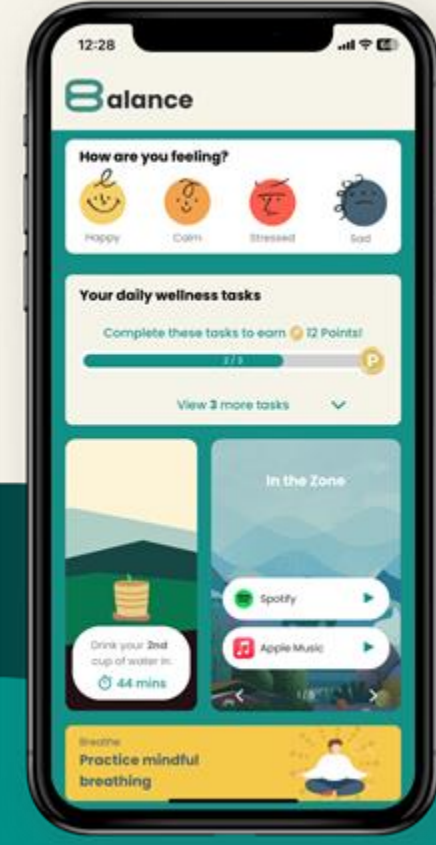 12:28
Balance
How are you feeling?
Happy
Calm
Stressed
Sad
Your daily wellness tasks
Complete these tasks to earn P 12 Points!
2 / 3
P
View 3 more tasks
In the Zone
Spotify
Apple Music
Drink your 2nd
cup of water in:
44 mins
Breathe
Practice mindful
breathing